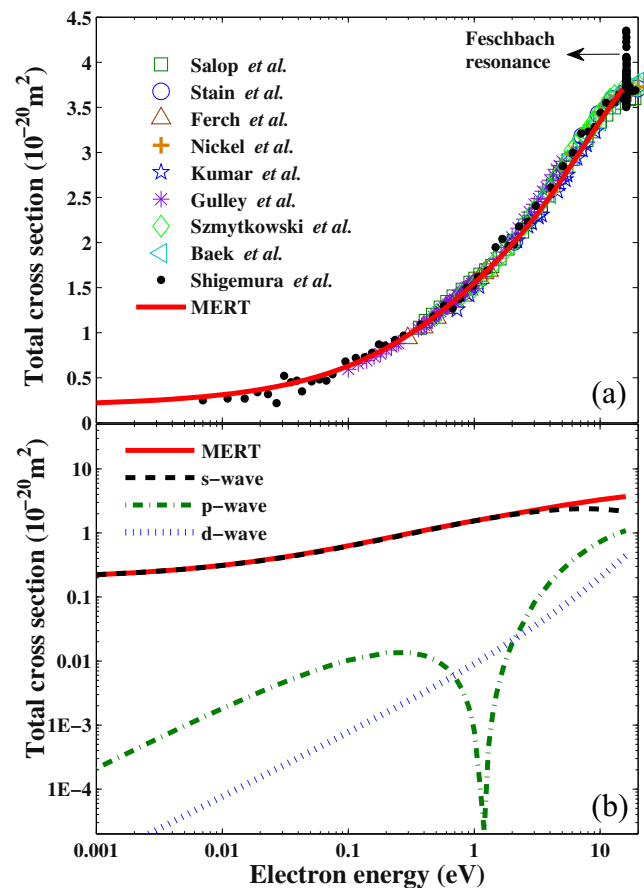 4.5
4
3.5
3
2.5
2
1.5
1
0.5
0
Total cross section (10⁻²⁰m²)
Salop et al.
Stain et al.
Ferch et al.
Nickel et al.
Kumar et al.
Gulley et al.
Szmytkowski et al.
Baek et al.
Shigemura et al.
MERT
Feschbach
resonance
(a)
10
1
0.1
0.01
1E−3
1E−4
Total cross section (10⁻²⁰m²)
MERT
s−wave
p−wave
d−wave
(b)
0.001 0.01 0.1 1 10
Electron energy (eV)